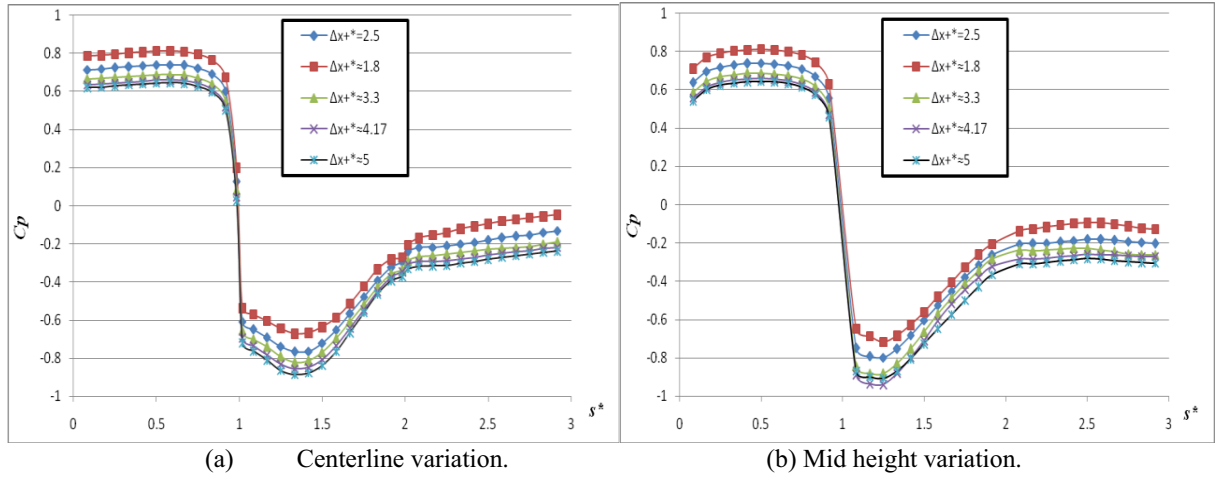 1
0.8
0.6
0.4
0.2
0
-0.2
-0.4
-0.6
-0.8
-1
Cp
0 0.5 1 1.5 2 2.5 3
s*
Δx+*=2.5
Δx+*≈1.8
Δx+*≈3.3
Δx+*≈4.17
Δx+*≈5
(a) Centerline variation.
1
0.8
0.6
0.4
0.2
0
-0.2
-0.4
-0.6
-0.8
-1
Cp
0 0.5 1 1.5 2 2.5 3
s*
Δx+*=2.5
Δx+*≈1.8
Δx+*≈3.3
Δx+*≈4.17
Δx+*≈5
(b) Mid height variation.